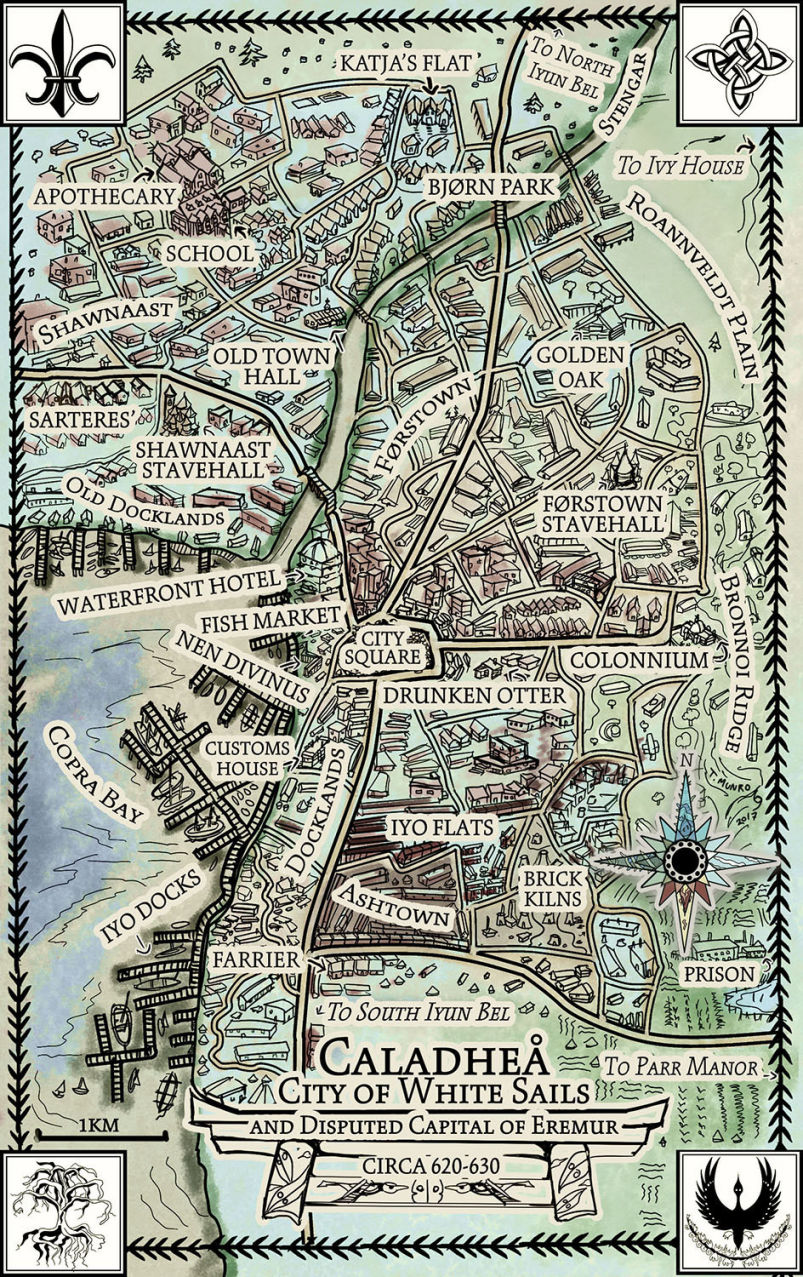 To North
Iyun Bel
Katja's Flat
Stengar
To Ivy House
Apothecary
Bjørn Park
School
Roannveldt Plain
Shawnaast
Old Town
Hall
Golden
Oak
Førstown
Sarteres'
Shawnaast
Stavehall
Old Docklands
Førstown
Stavehall
Waterfront Hotel
Fish Market
City
Square
Nen Divinus
Colonnium
Bronnoi Ridge
Drunken Otter
Customs
House
Copra Bay
Docklands
N
T. Munro
2017
Iyo Flats
Brick
Kilns
Ashtown
Iyo Docks
Farrier
Prison
To South Iyun Bel
Caladheå
City of White Sails
To Parr Manor
and Disputed Capital of Eremur
1km
Circa 620-630